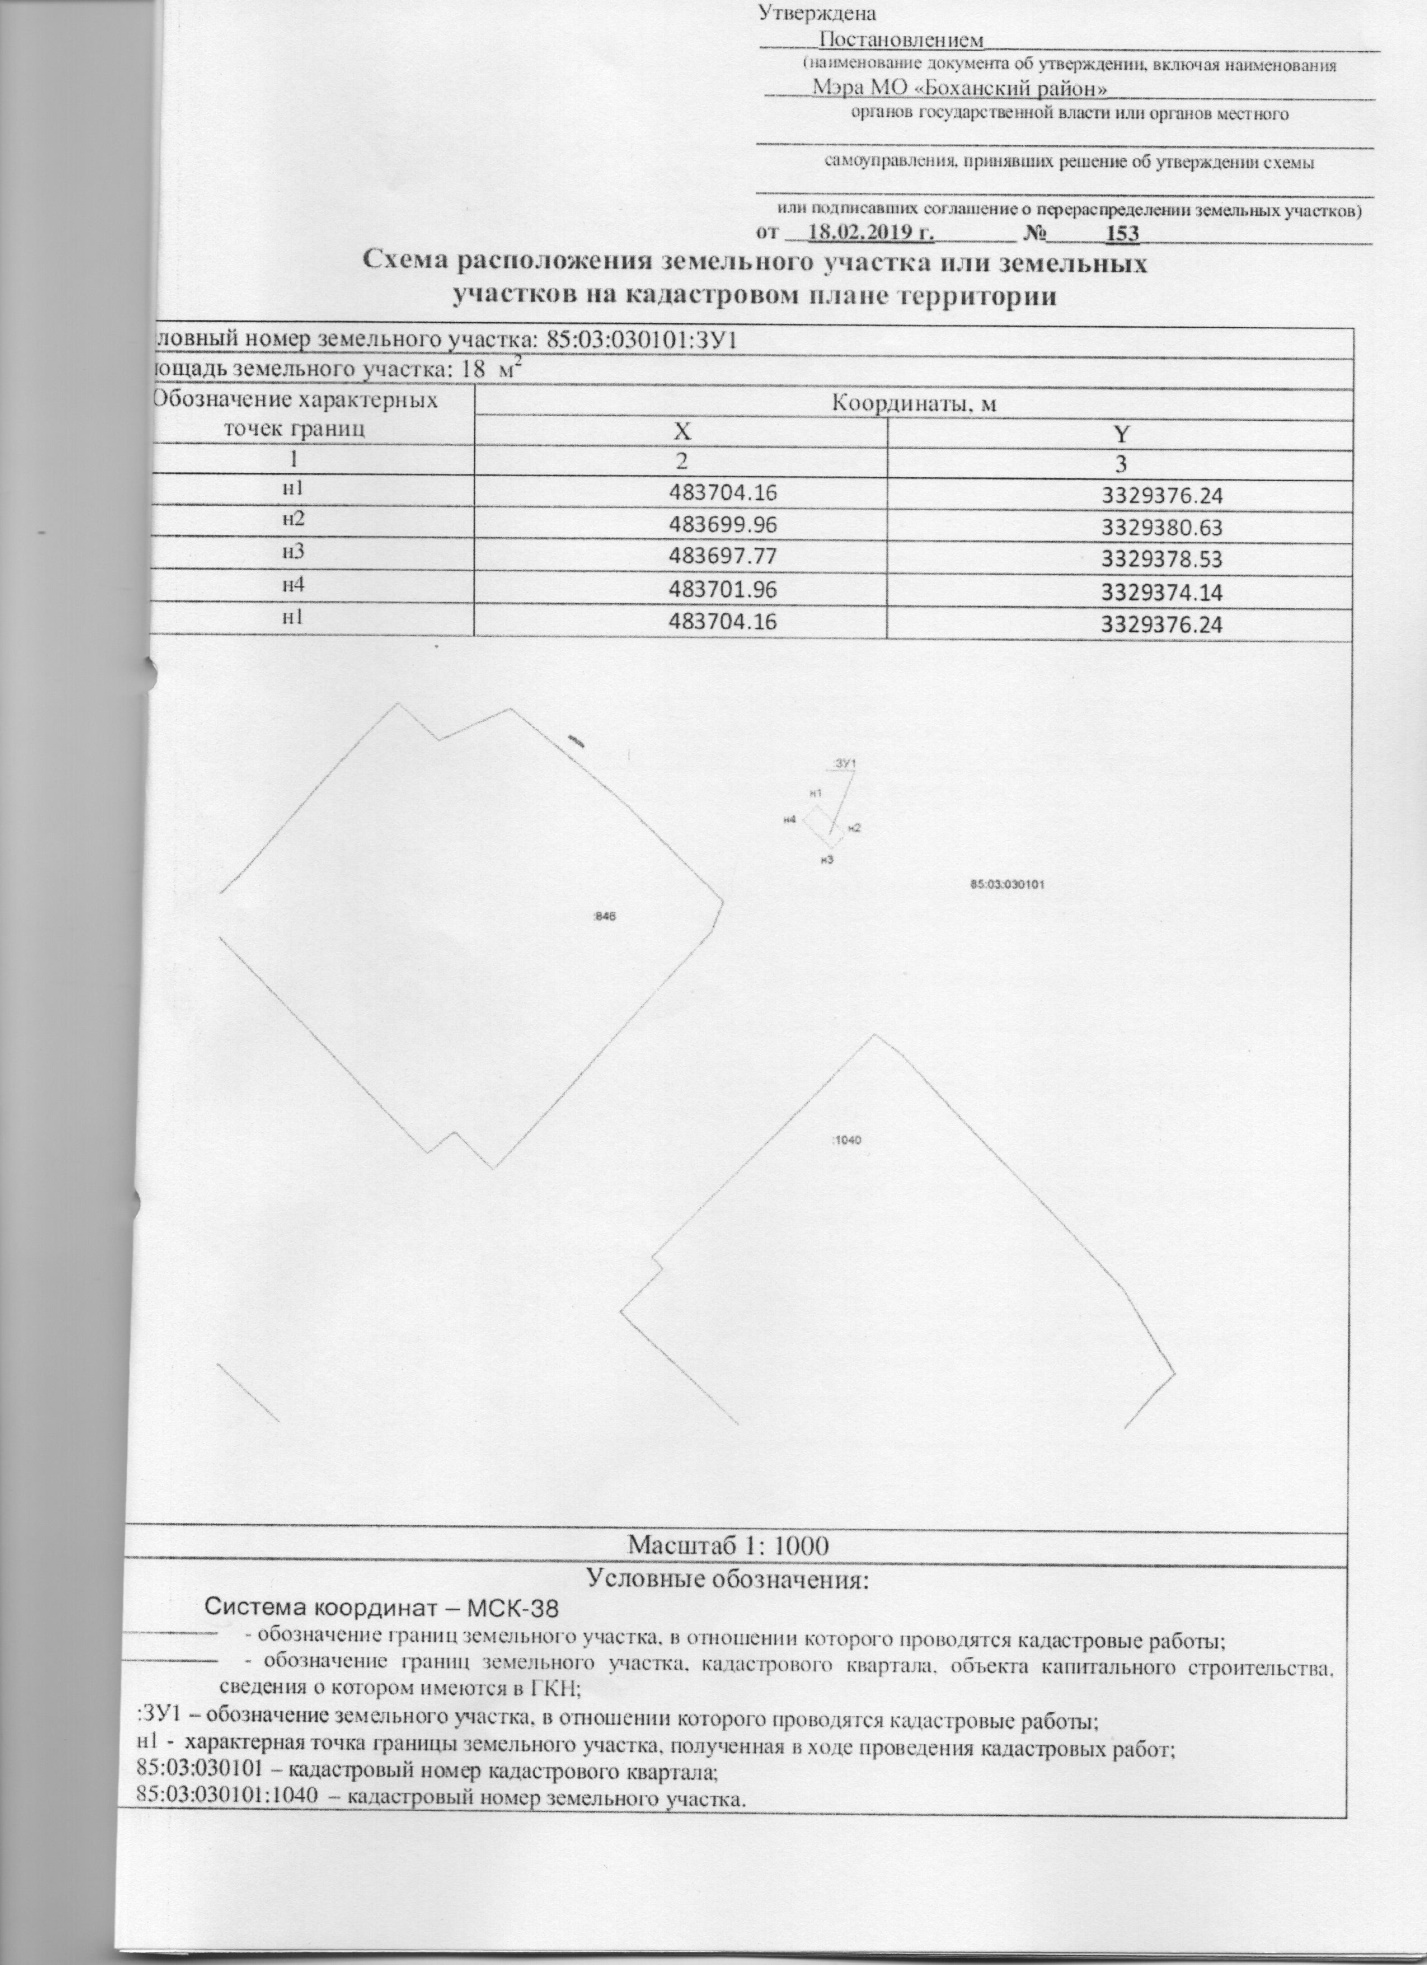 Утверждена
Постановлением
(наименование документа об утверждении, включая наименования
Мэра МО «Боханский район»
органов государственной власти или органов местного
самоуправления, принявших решение об утверждении схемы
или подписавших соглашение о перераспределении земельных участков)
от 18.02.2019 г. № 153
Схема расположения земельного участка или земельных
участков на кадастровом плане территории
ловный номер земельного участка: 85:03:030101:ЗУ1
ощадь земельного участка: 18 м²
Обозначение характерных точек границ Координаты, м
X Y
1 2 3
н1 483704.16 3329376.24
н2 483699.96 3329380.63
н3 483697.77 3329378.53
н4 483701.96 3329374.14
н1 483704.16 3329376.24
:ЗУ1
н1
н4
н2
н3
85:03:030101
:846
:1040
Масштаб 1: 1000
Условные обозначения:
Система координат – МСК-38
- обозначение границ земельного участка, в отношении которого проводятся кадастровые работы;
- обозначение границ земельного участка, кадастрового квартала, объекта капитального строительства,
сведения о котором имеются в ГКН;
:ЗУ1 – обозначение земельного участка, в отношении которого проводятся кадастровые работы;
н1 - характерная точка границы земельного участка, полученная в ходе проведения кадастровых работ;
85:03:030101 – кадастровый номер кадастрового квартала;
85:03:030101:1040 – кадастровый номер земельного участка.